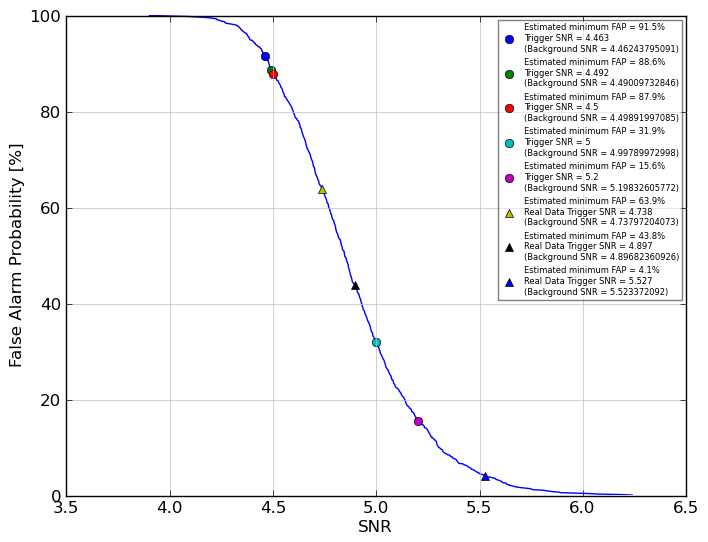 100
80
60
40
20
0
False Alarm Probability [%]
3.5 4.0 4.5 5.0 5.5 6.0 6.5
SNR
Estimated minimum FAP = 91.5%
Trigger SNR = 4.463
(Background SNR = 4.46243795091)
Estimated minimum FAP = 88.6%
Trigger SNR = 4.492
(Background SNR = 4.49009732846)
Estimated minimum FAP = 87.9%
Trigger SNR = 4.5
(Background SNR = 4.49891997085)
Estimated minimum FAP = 31.9%
Trigger SNR = 5
(Background SNR = 4.99789972998)
Estimated minimum FAP = 15.6%
Trigger SNR = 5.2
(Background SNR = 5.19832605772)
Estimated minimum FAP = 63.9%
Real Data Trigger SNR = 4.738
(Background SNR = 4.73797204073)
Estimated minimum FAP = 43.8%
Real Data Trigger SNR = 4.897
(Background SNR = 4.89682360926)
Estimated minimum FAP = 4.1%
Real Data Trigger SNR = 5.527
(Background SNR = 5.523372092)